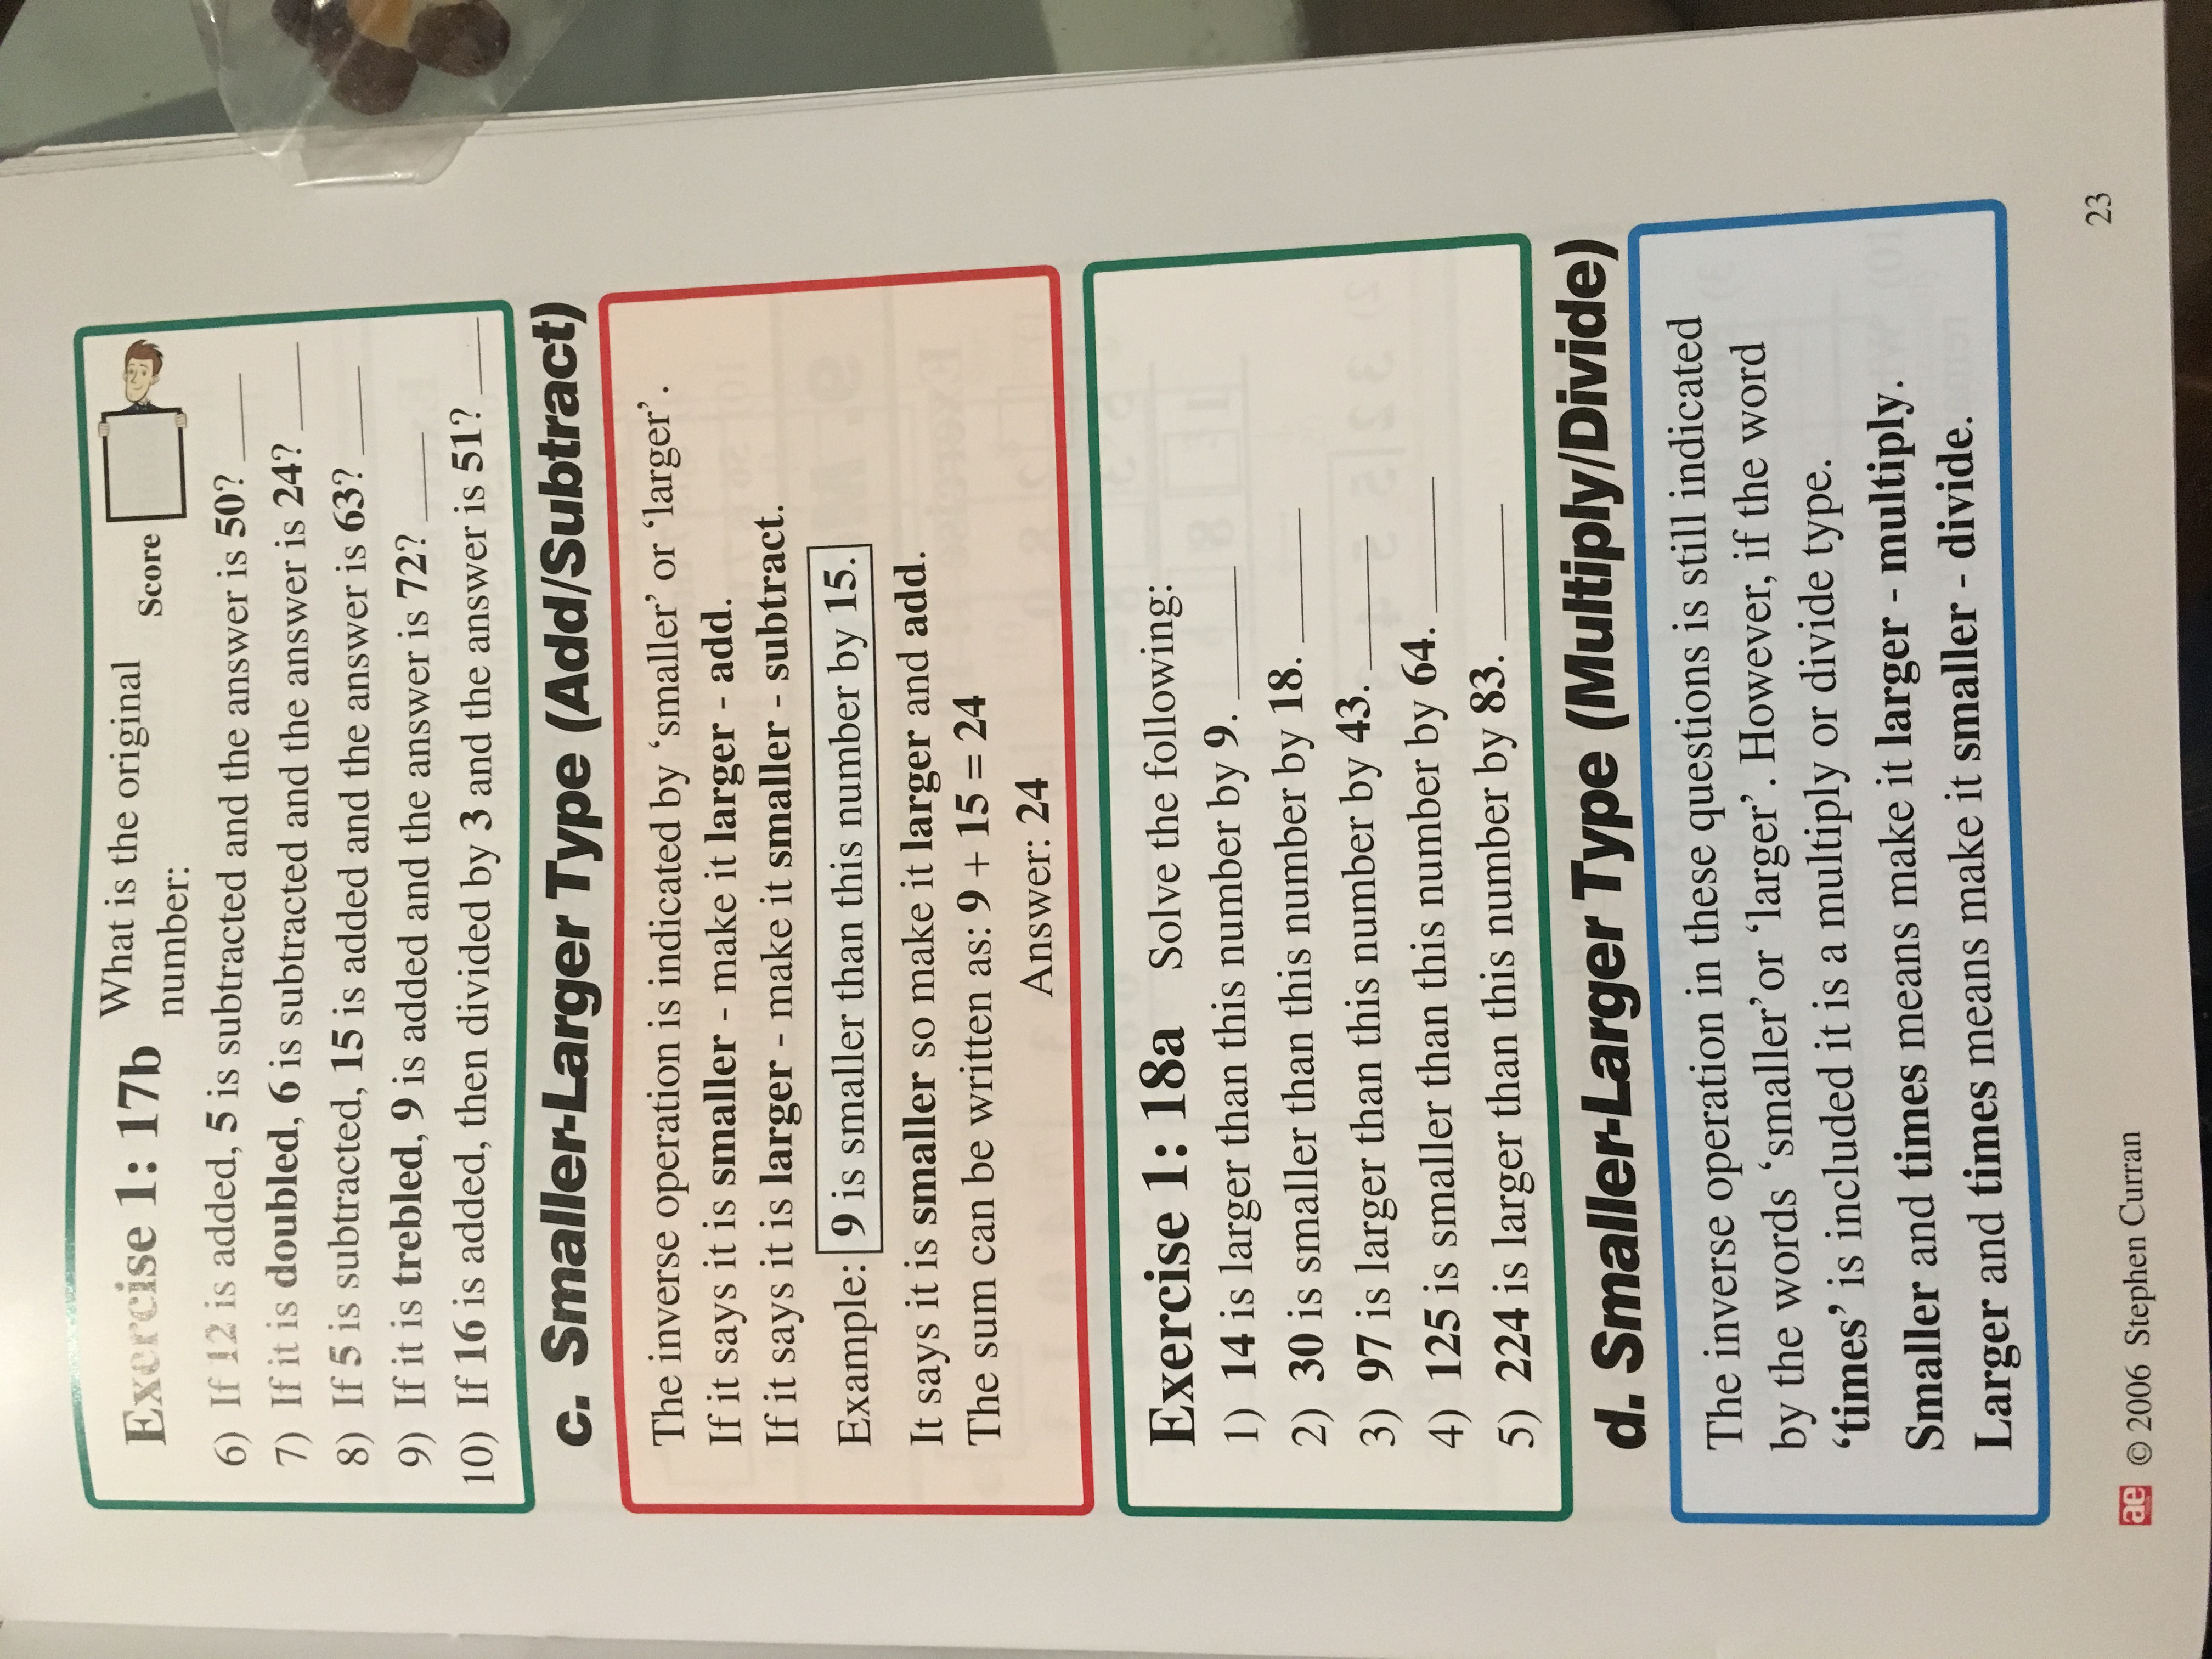 Exercise 1: 17b What is the original
number:
Score
6) If 12 is added, 5 is subtracted and the answer is 50? ____
7) If it is doubled, 6 is subtracted and the answer is 24? ____
8) If 5 is subtracted, 15 is added and the answer is 63? ____
9) If it is trebled, 9 is added and the answer is 72? ____
10) If 16 is added, then divided by 3 and the answer is 51? ____
c. Smaller-Larger Type (Add/Subtract)
The inverse operation is indicated by ‘smaller’ or ‘larger’.
If it says it is smaller - make it larger - add.
If it says it is larger - make it smaller - subtract.
Example: 9 is smaller than this number by 15.
It says it is smaller so make it larger and add.
The sum can be written as: 9 + 15 = 24
Answer: 24
Exercise 1: 18a Solve the following:
1) 14 is larger than this number by 9. ______
2) 30 is smaller than this number by 18. ______
3) 97 is larger than this number by 43. ______
4) 125 is smaller than this number by 64. ______
5) 224 is larger than this number by 83. ______
d. Smaller-Larger Type (Multiply/Divide)
The inverse operation in these questions is still indicated
by the words ‘smaller’or ‘larger’. However, if the word
‘times’ is included it is a multiply or divide type.
Smaller and times means make it larger - multiply.
Larger and times means make it smaller - divide.
23
ae © 2006 Stephen Curran